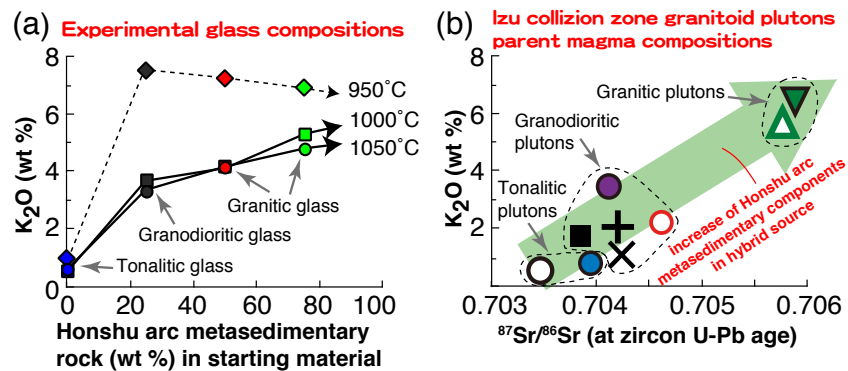 (a) Experimental glass compositions
K2O (wt %)
8
6
4
2
0
950°C
1000°C
1050°C
Granitic glass
Granodioritic glass
Tonalitic glass
0 20 40 60 80 100
Honshu arc metasedimentary
rock (wt %) in starting material
(b) Izu collizion zone granitoid plutons
parent magma compositions
K2O (wt %)
8
6
4
2
0
Granitic plutons
Granodioritic
plutons
Tonalitic
plutons
increase of Honshu arc
metasedimentary components
in hybrid source
0.703 0.704 0.705 0.706
87Sr/86Sr (at zircon U-Pb age)